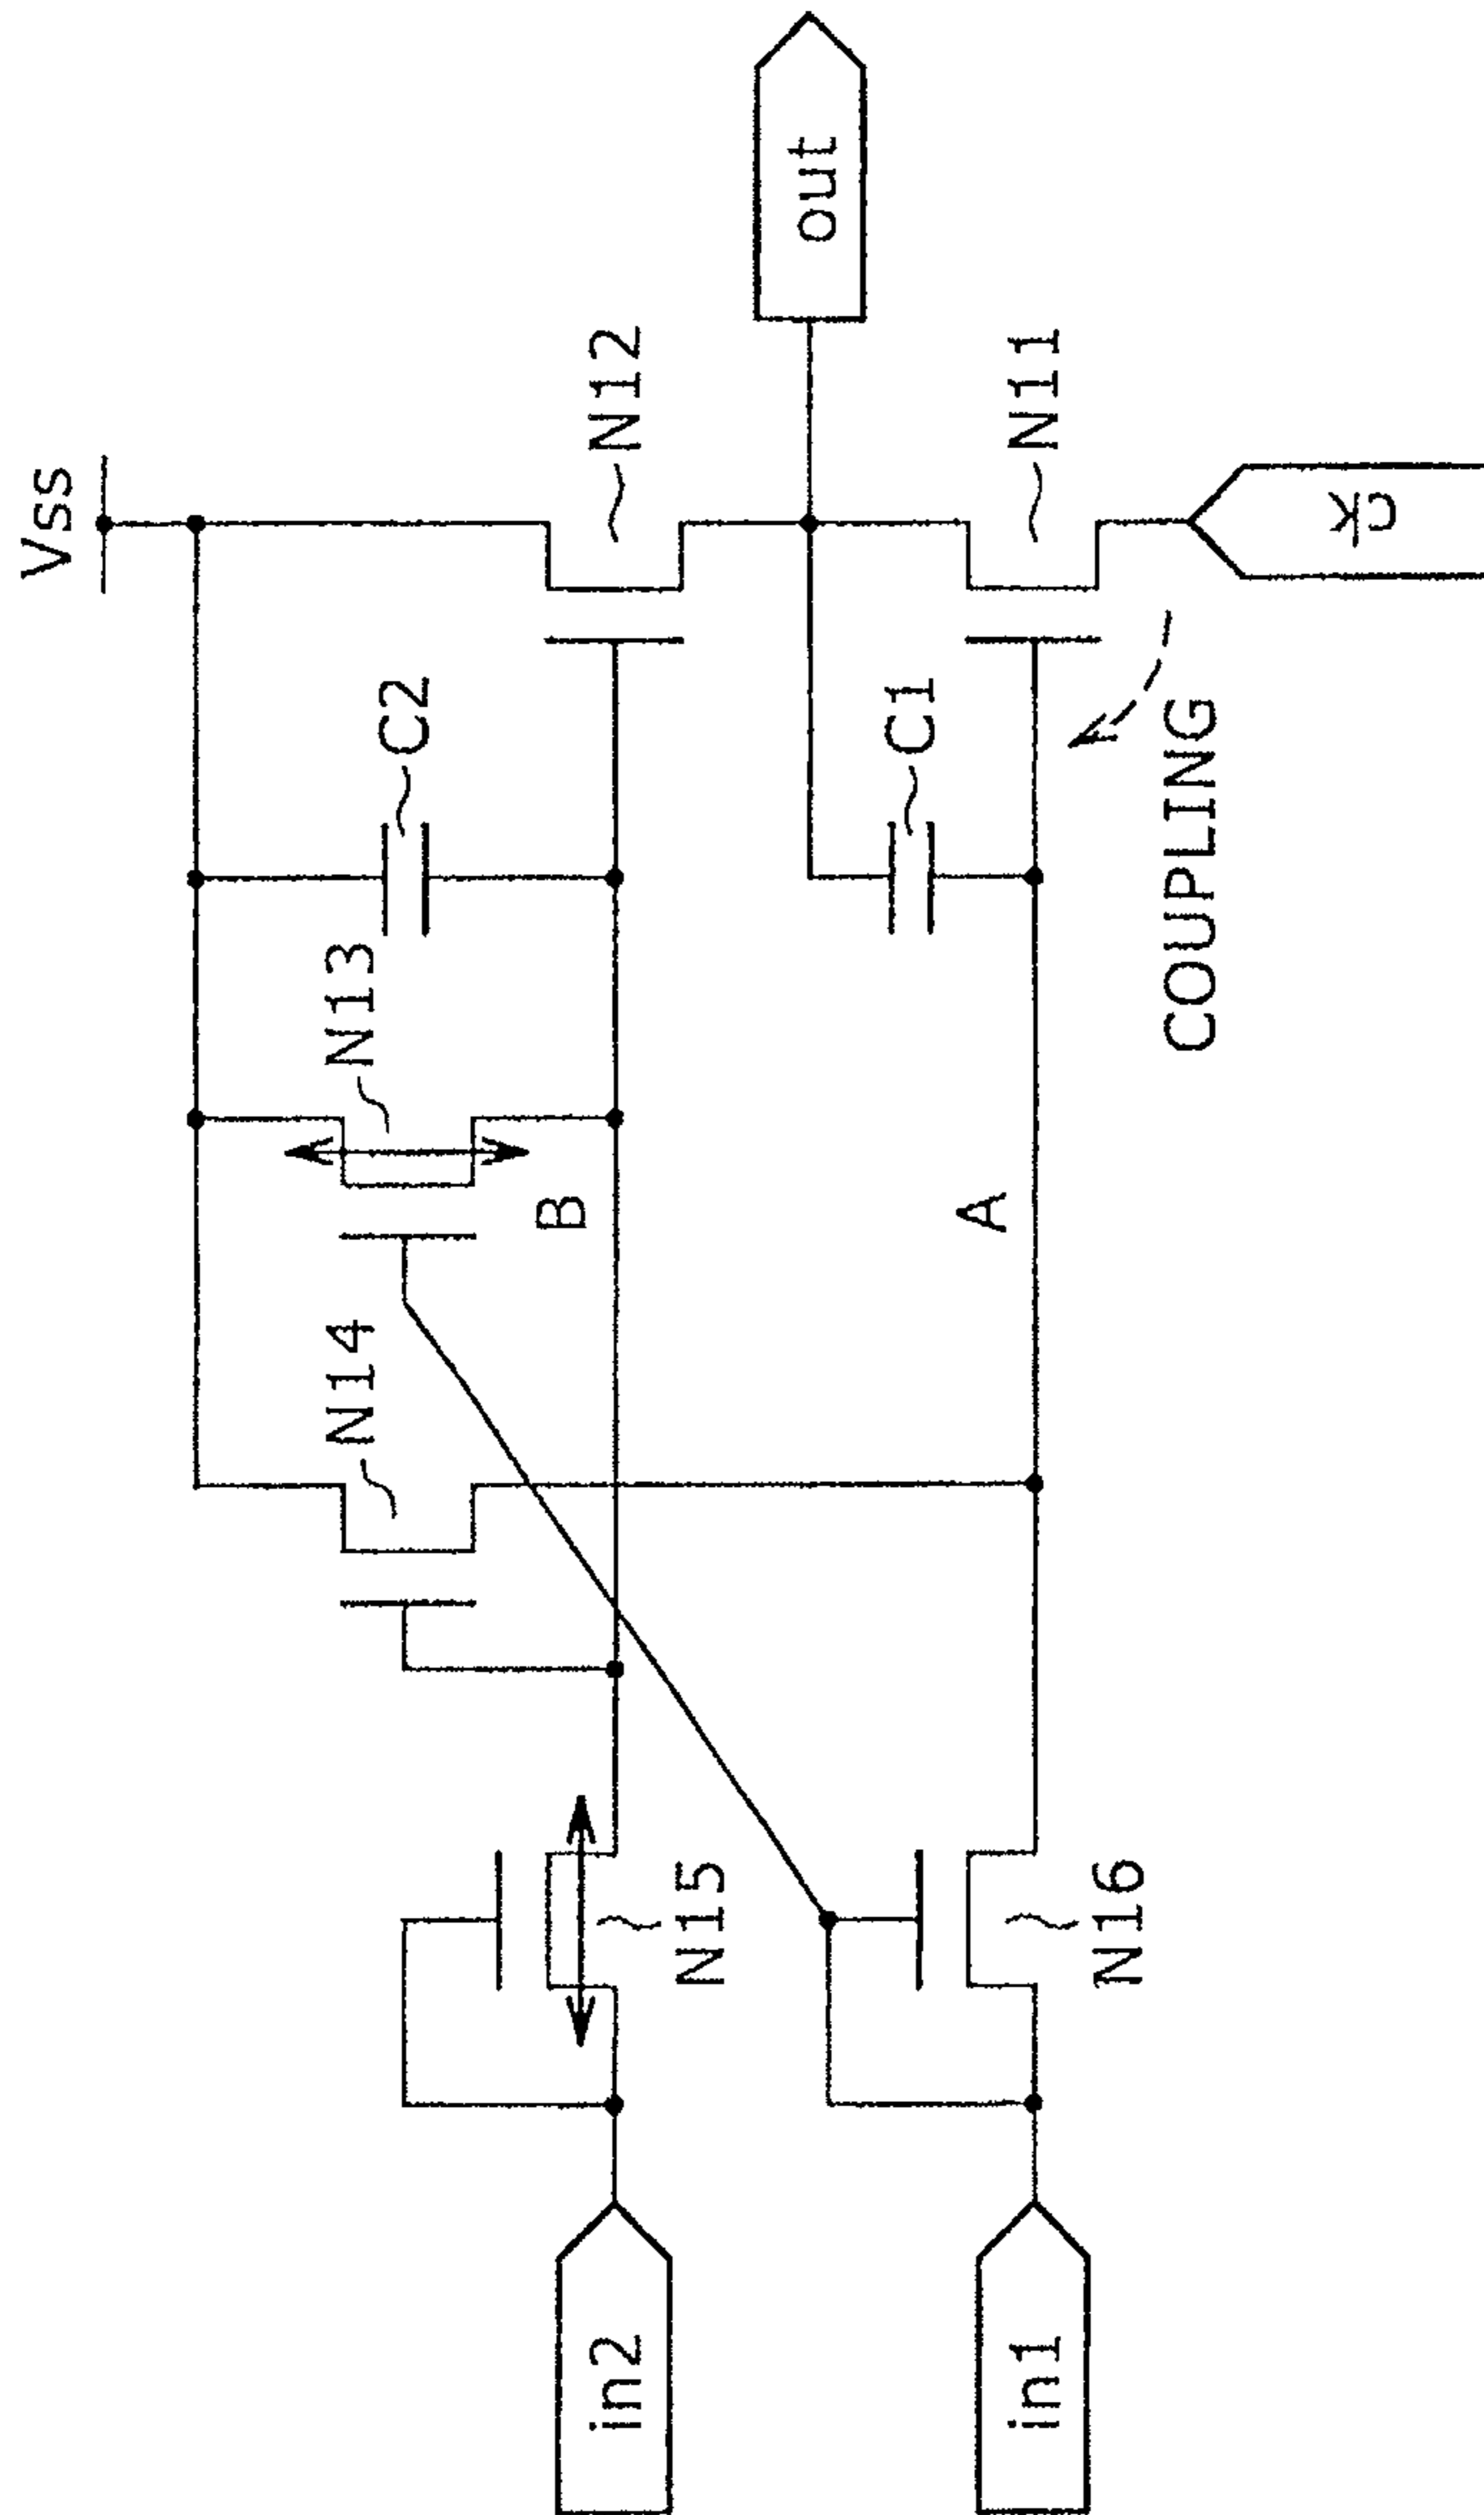 Vss
out
N12
N11
CK
C2
C1
COUPLING
N13
B
A
N14
N15
N16
in2
in1